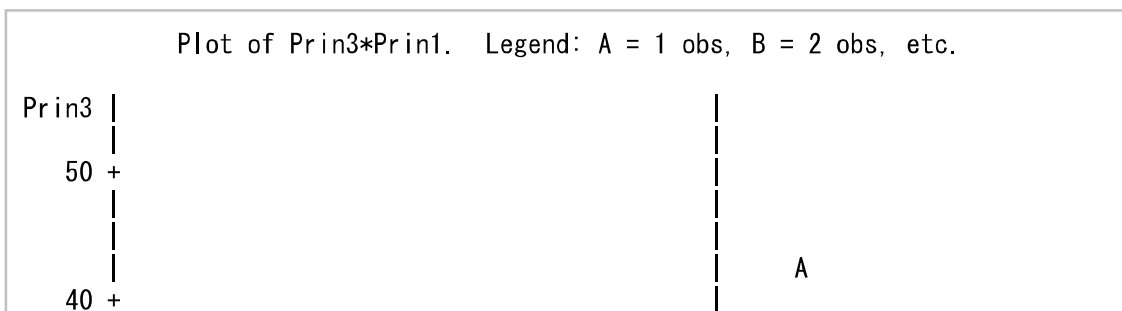 Plot of Prin3*Prin1.  Legend: A = 1 obs, B = 2 obs, etc.
Prin3 |                                             |
      |                                             |
   50 +                                             |
      |                                             |
      |                                             |
      |                                             |     A
   40 +                                             |